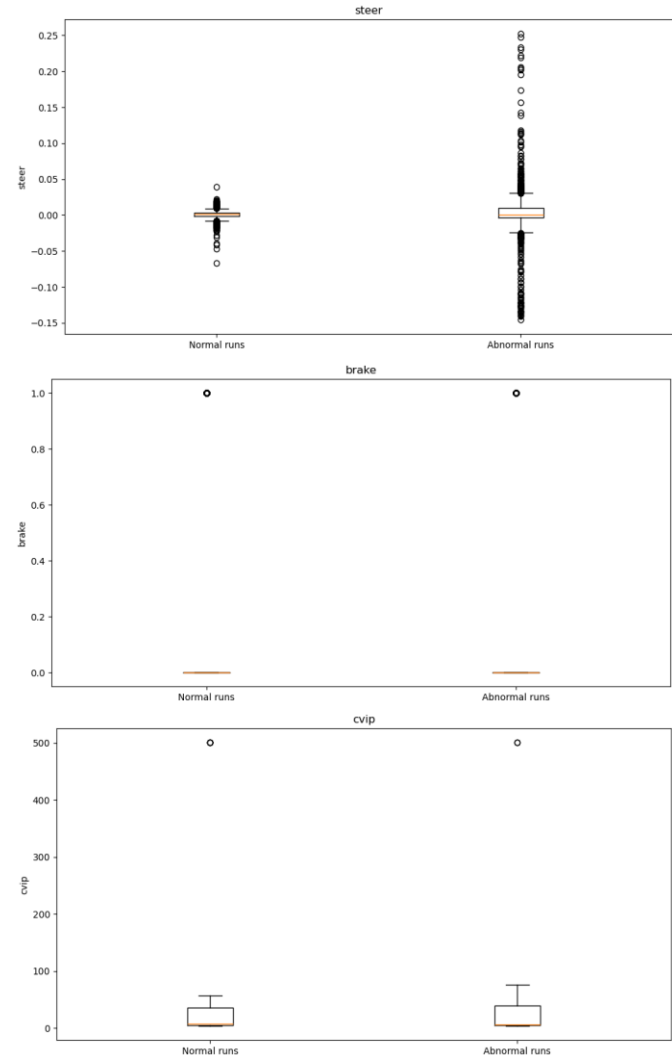 steer
0.25
0.20
0.15
0.10
0.05
0.00
−0.05
−0.10
−0.15
steer
Normal runs Abnormal runs
brake
1.0
0.8
0.6
0.4
0.2
0.0
brake
Normal runs Abnormal runs
cvip
500
400
300
200
100
0
cvip
Normal runs Abnormal runs